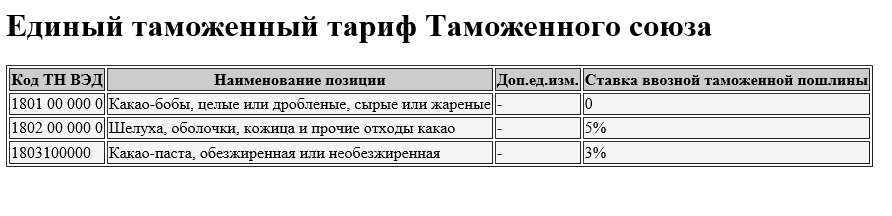 Единый таможенный тариф Таможенного союза
Код ТН ВЭД Наименование позиции Доп.ед.изм. Ставка ввозной таможенной пошлины
1801 00 000 0 Какао-бобы, целые или дробленые, сырые или жареные - 0
1802 00 000 0 Шелуха, оболочки, кожица и прочие отходы какао - 5%
1803100000 Какао-паста, обезжиренная или необезжиренная - 3%